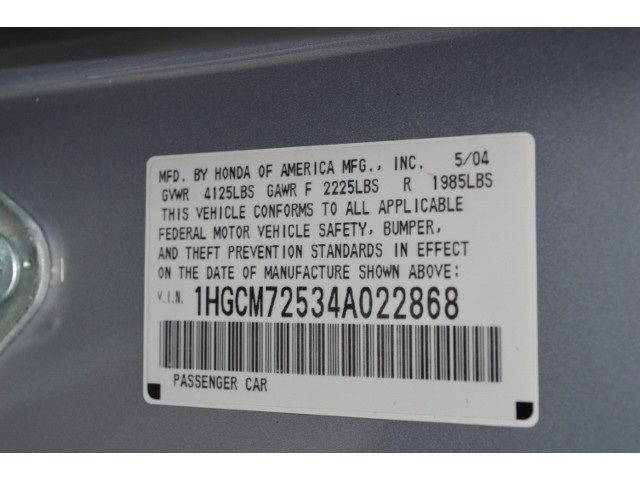 MFD. BY HONDA OF AMERICA MFG., INC. 5/04
GVWR 4125LBS GAWR F 2225LBS R 1985LBS
THIS VEHICLE CONFORMS TO ALL APPLICABLE
FEDERAL MOTOR VEHICLE SAFETY, BUMPER,
AND THEFT PREVENTION STANDARDS IN EFFECT
ON THE DATE OF MANUFACTURE SHOWN ABOVE:
V.I.N. 1HGCM72534A022868
PASSENGER CAR